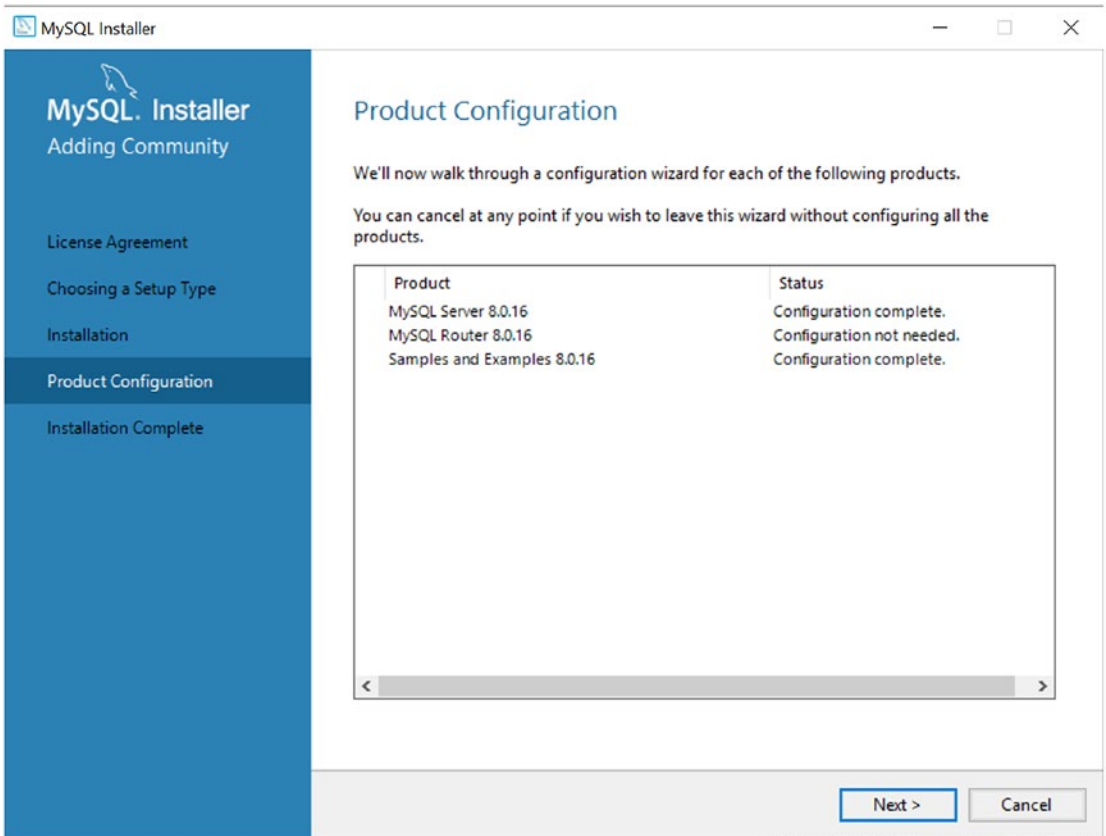 MySQL Installer
MySQL. Installer
Adding Community
License Agreement
Choosing a Setup Type
Installation
Product Configuration
Installation Complete
Product Configuration
We'll now walk through a configuration wizard for each of the following products.
You can cancel at any point if you wish to leave this wizard without configuring all the
products.
Product Status
MySQL Server 8.0.16 Configuration complete.
MySQL Router 8.0.16 Configuration not needed.
Samples and Examples 8.0.16 Configuration complete.
Next > Cancel